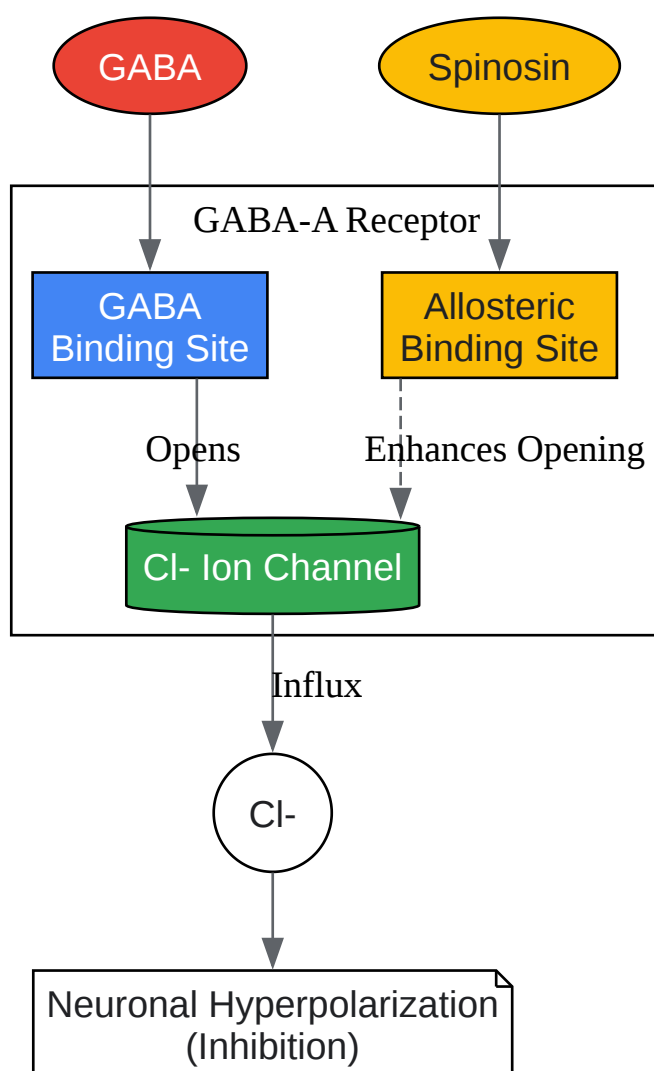 GABA
Spinosin
GABA-A Receptor
GABA
Binding Site
Allosteric
Binding Site
Opens
Enhances Opening
Cl- Ion Channel
Influx
Cl-
Neuronal Hyperpolarization
(Inhibition)